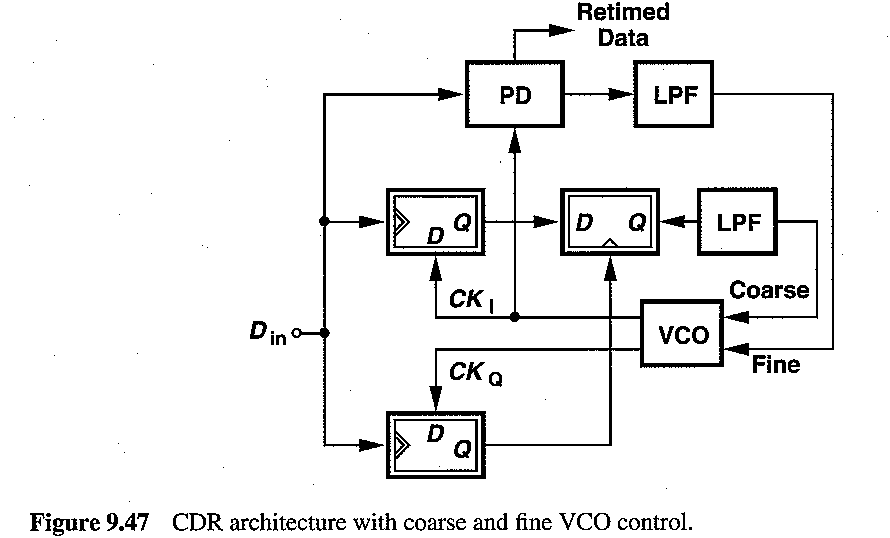 Retimed
Data
PD
LPF
D Q
D Q
LPF
CK I
Coarse
VCO
D in
Fine
CK Q
D Q
Figure 9.47 CDR architecture with coarse and fine VCO control.